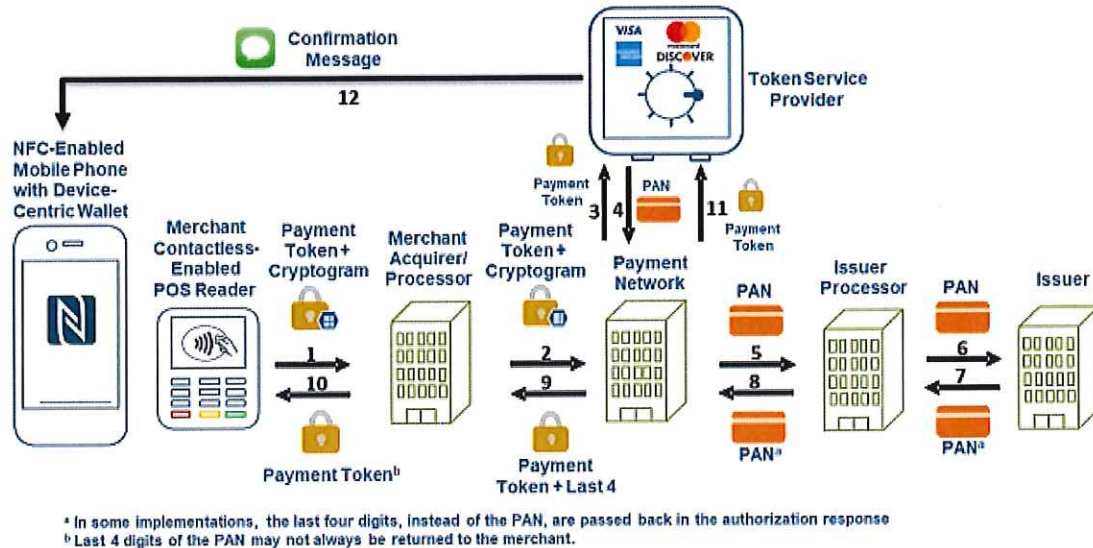 Confirmation
Message
12
VISA
mastercard
DISCOVER
Token Service
Provider
NFC-Enabled
Mobile Phone
with Device-
Centric Wallet
Payment
Token
3
4
PAN
11
Payment
Token
Merchant
Contactless-
Enabled
POS Reader
Payment
Token +
Cryptogram
Merchant
Acquirer/
Processor
Payment
Token +
Cryptogram
Payment
Network
PAN
Issuer
Processor
PAN
Issuer
1
10
2
9
5
8
6
7
Payment Tokenᵇ
Payment
Token + Last 4
PANᵃ
PANᵃ
ᵃ In some implementations, the last four digits, instead of the PAN, are passed back in the authorization response
ᵇ Last 4 digits of the PAN may not always be returned to the merchant.